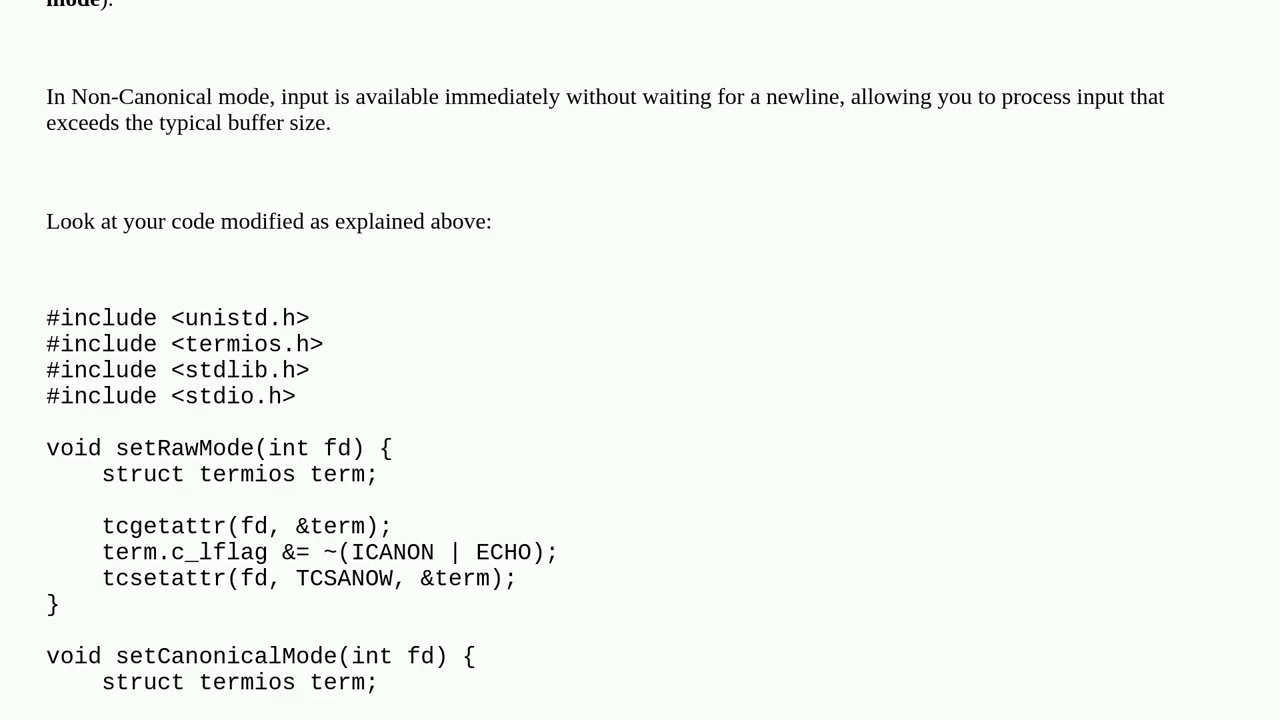 mode).
In Non-Canonical mode, input is available immediately without waiting for a newline, allowing you to process input that
exceeds the typical buffer size.
Look at your code modified as explained above:
#include <unistd.h>
#include <termios.h>
#include <stdlib.h>
#include <stdio.h>
void setRawMode(int fd) {
    struct termios term;
    tcgetattr(fd, &term);
    term.c_lflag &= ~(ICANON | ECHO);
    tcsetattr(fd, TCSANOW, &term);
}
void setCanonicalMode(int fd) {
    struct termios term;